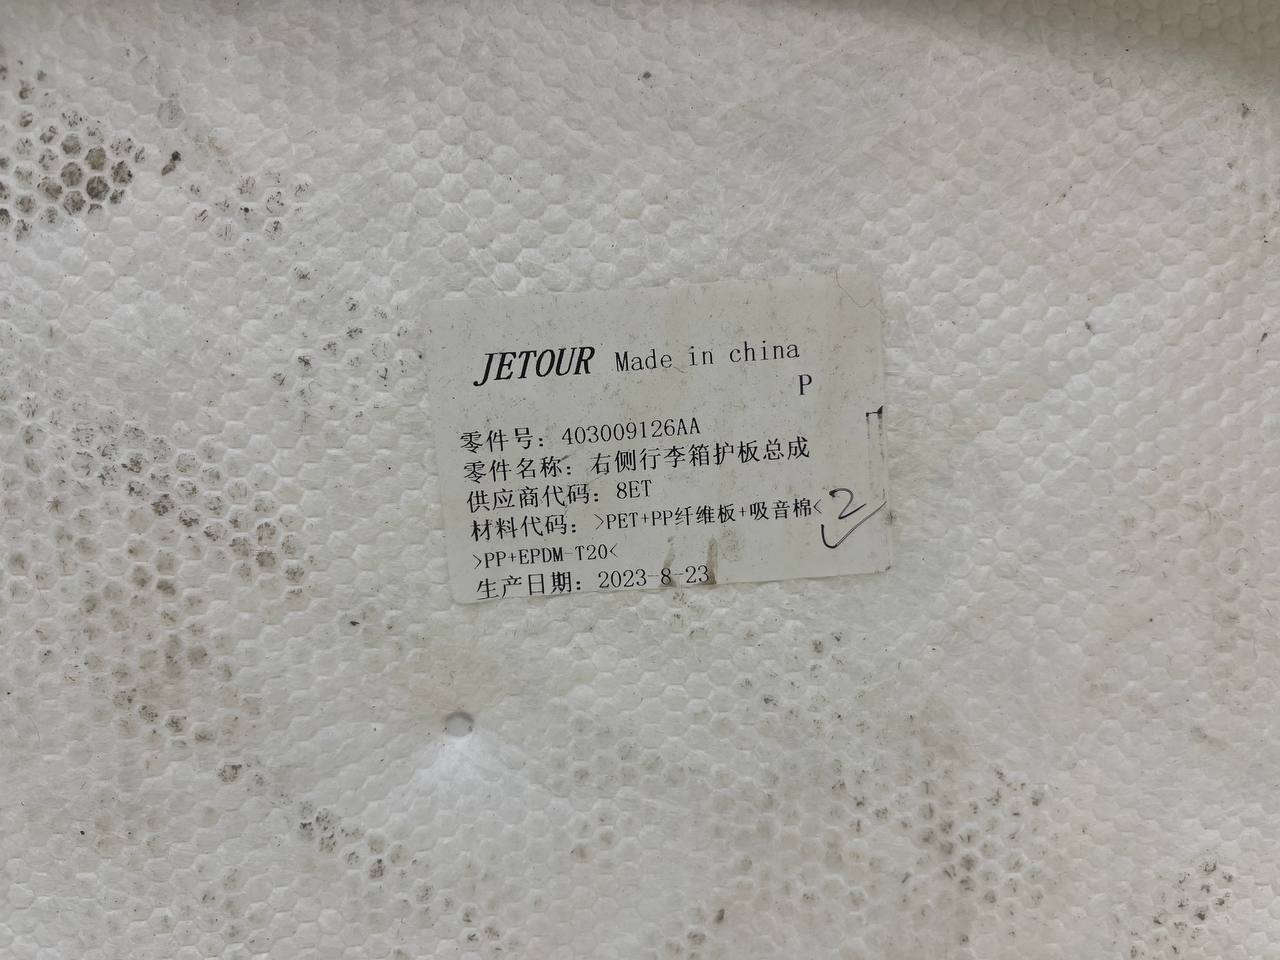 JETOUR Made in china
P
零件号：403009126AA
零件名称：右侧行李箱护板总成
供应商代码：8ET
材料代码：>PET+PP纤维板+吸音棉<
2
>PP+EPDM-T20<
生产日期：2023-8-23